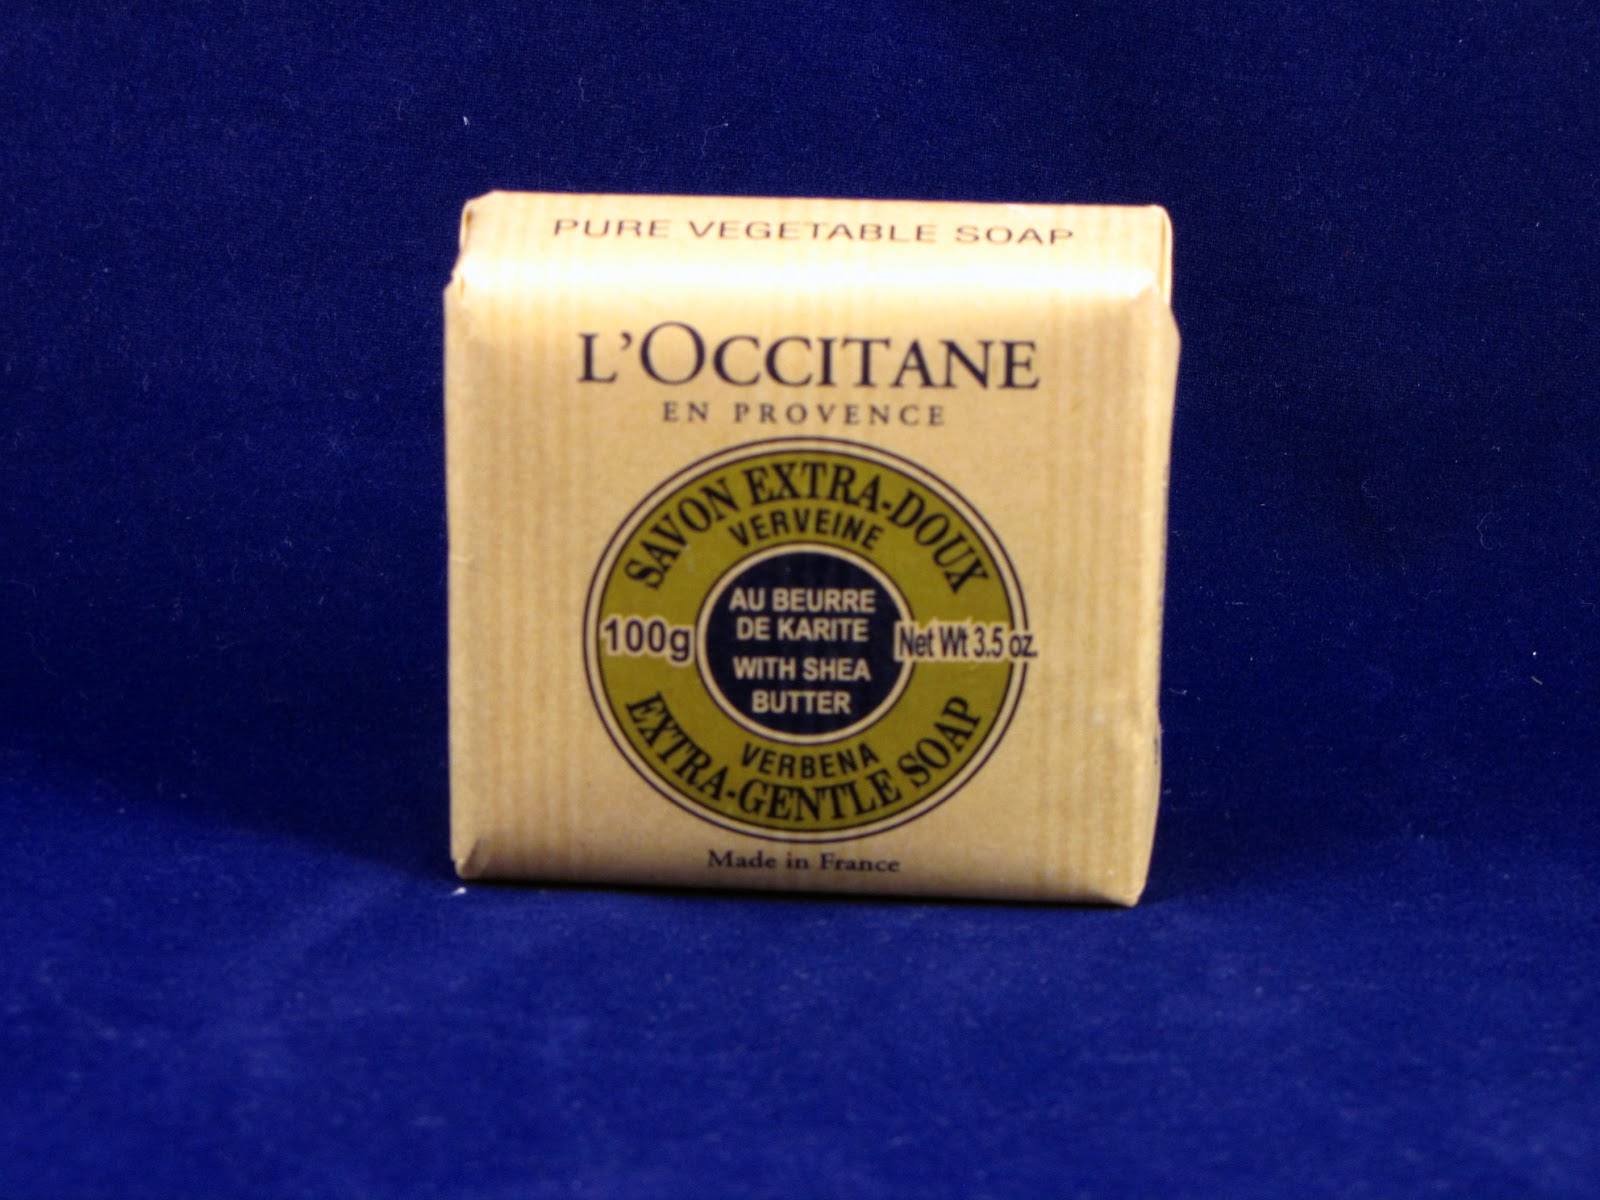 PURE VEGETABLE SOAP
L'OCCITANE
EN PROVENCE
SAVON EXTRA-DOUX
VERVEINE
100g
AU BEURRE
DE KARITE
WITH SHEA
BUTTER
Net Wt 3.5 oz.
VERBENA
EXTRA-GENTLE SOAP
Made in France